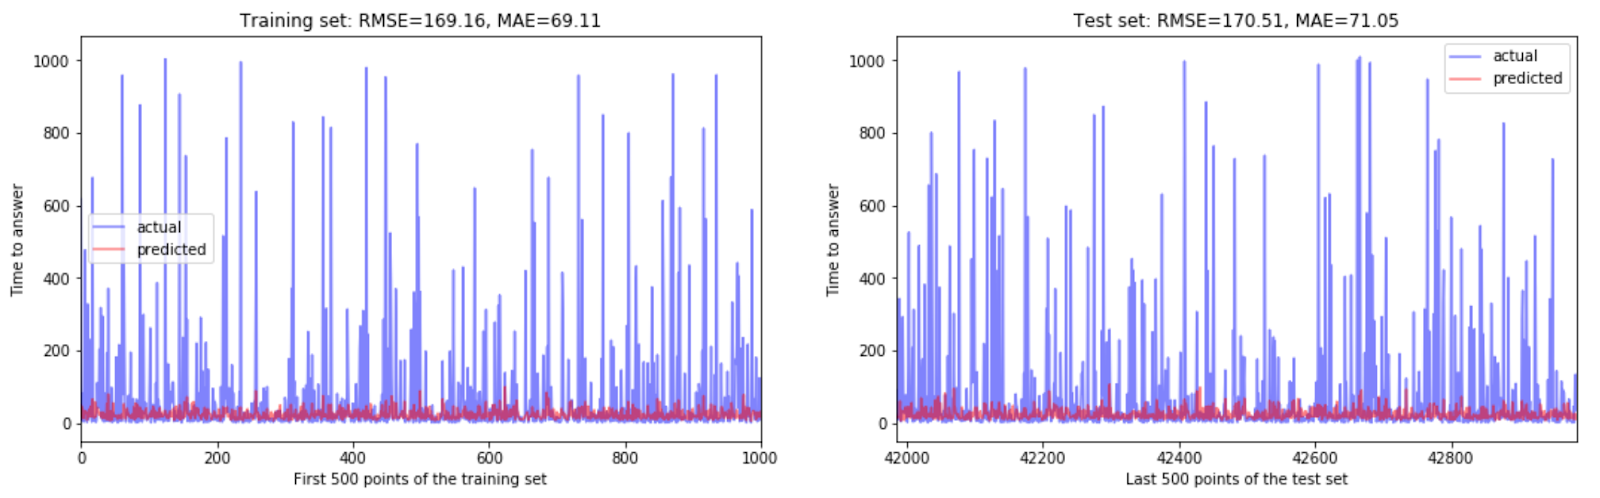 Training set: RMSE=169.16, MAE=69.11
1000
800
600
400
200
0
Time to answer
actual
predicted
0
200
400
600
800
1000
First 500 points of the training set
Test set: RMSE=170.51, MAE=71.05
1000
800
600
400
200
0
Time to answer
actual
predicted
42000
42200
42400
42600
42800
Last 500 points of the test set